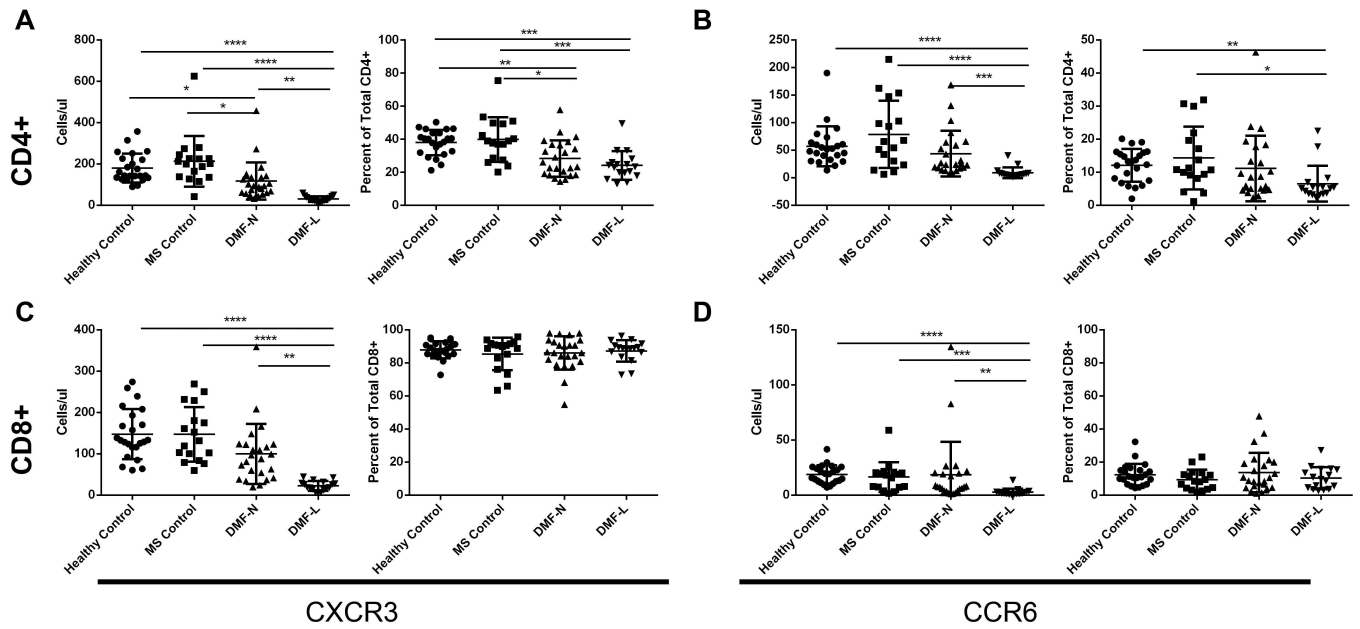 A
CD4+
Cells/ul
800
600
400
200
0
****
****
**
*
*
Healthy Control
MS Control
DMF-N
DMF-L
Percent of Total CD4+
100
80
60
40
20
0
***
***
**
*
Healthy Control
MS Control
DMF-N
DMF-L
B
Cells/ul
250
200
150
100
50
0
-50
****
****
***
Healthy Control
MS Control
DMF-N
DMF-L
Percent of Total CD4+
50
40
30
20
10
0
**
*
Healthy Control
MS Control
DMF-N
DMF-L
C
CD8+
Cells/ul
400
300
200
100
0
****
****
**
Healthy Control
MS Control
DMF-N
DMF-L
Percent of Total CD8+
100
80
60
40
20
0
Healthy Control
MS Control
DMF-N
DMF-L
D
Cells/ul
150
100
50
0
****
***
**
Healthy Control
MS Control
DMF-N
DMF-L
Percent of Total CD8+
100
80
60
40
20
0
Healthy Control
MS Control
DMF-N
DMF-L
CXCR3
CCR6